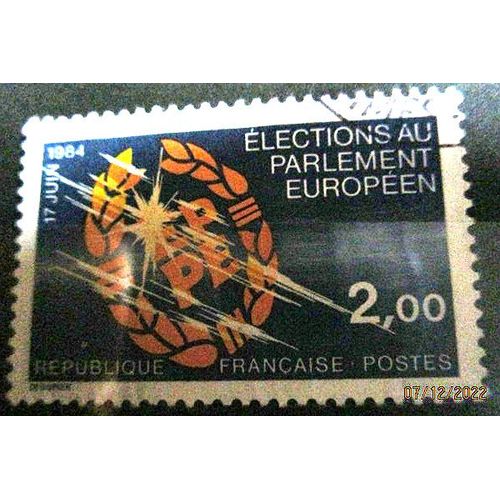 17 JUIN 1984
ÉLECTIONS AU
PARLEMENT
EUROPÉEN
2,00
RÉPUBLIQUE FRANÇAISE · POSTES
07/12/2022